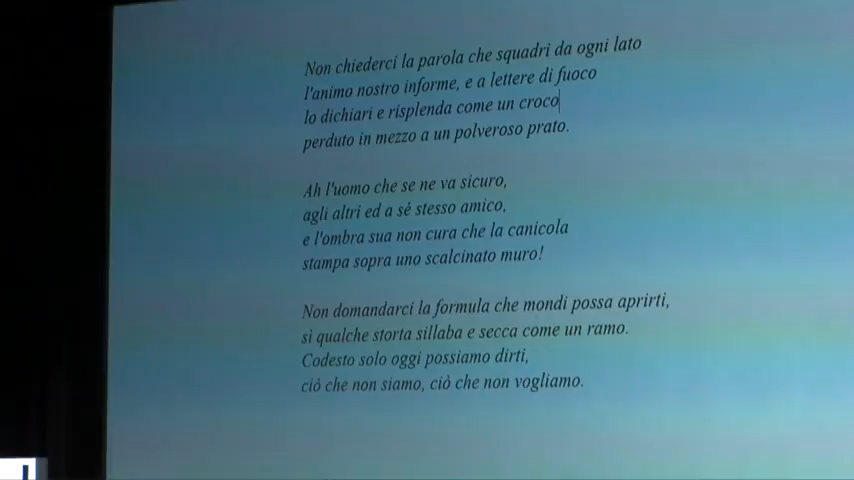 Non chiederci la parola che squadri da ogni lato
l'animo nostro informe, e a lettere di fuoco
lo dichiari e risplenda come un croco
perduto in mezzo a un polveroso prato.
Ah l'uomo che se ne va sicuro,
agli altri ed a sé stesso amico,
e l'ombra sua non cura che la canicola
stampa sopra uno scalcinato muro!
Non domandarci la formula che mondi possa aprirti,
sì qualche storta sillaba e secca come un ramo.
Codesto solo oggi possiamo dirti,
ciò che non siamo, ciò che non vogliamo.